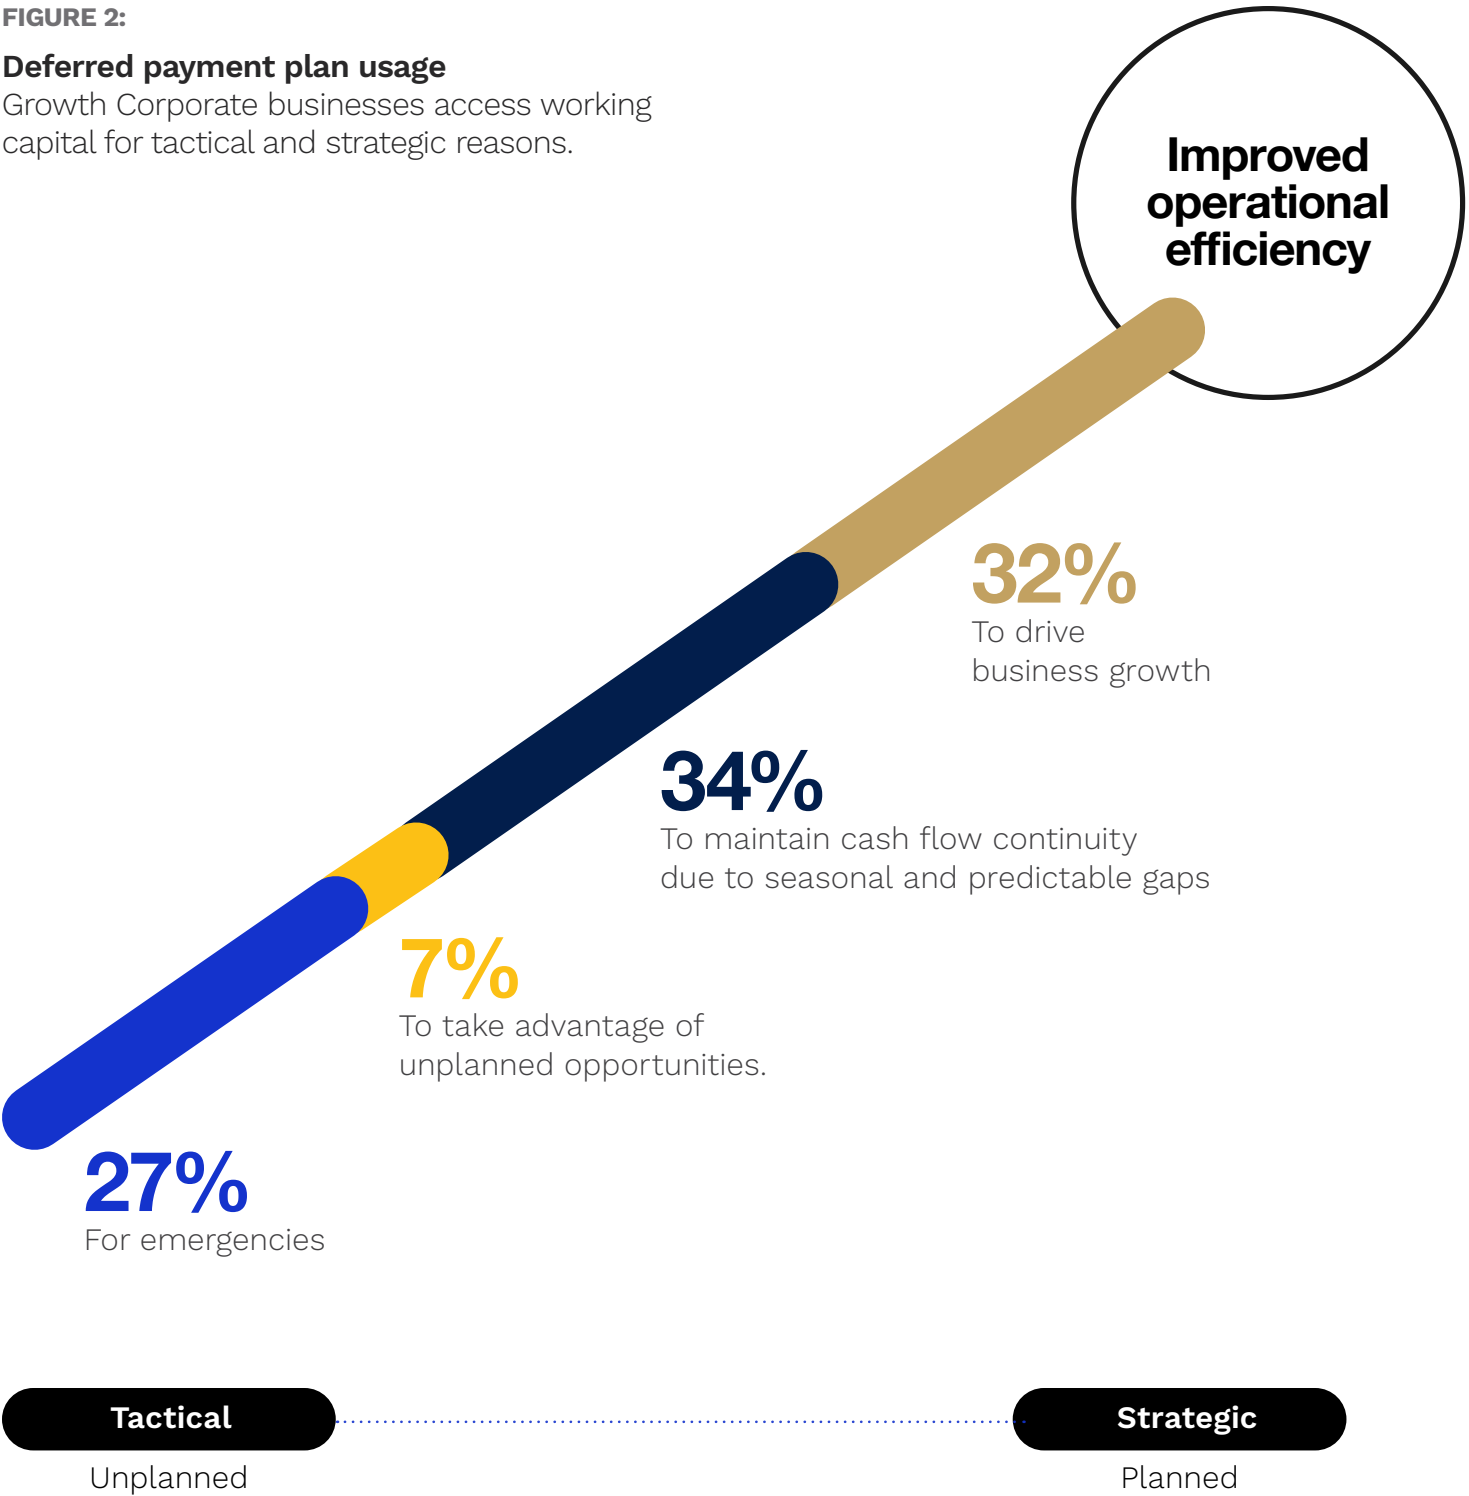 FIGURE 2:
Deferred payment plan usage
Growth Corporate businesses access working
capital for tactical and strategic reasons.
Improved
operational
efficiency
32%
To drive
business growth
34%
To maintain cash flow continuity
due to seasonal and predictable gaps
7%
To take advantage of
unplanned opportunities.
27%
For emergencies
Tactical
Strategic
Unplanned
Planned